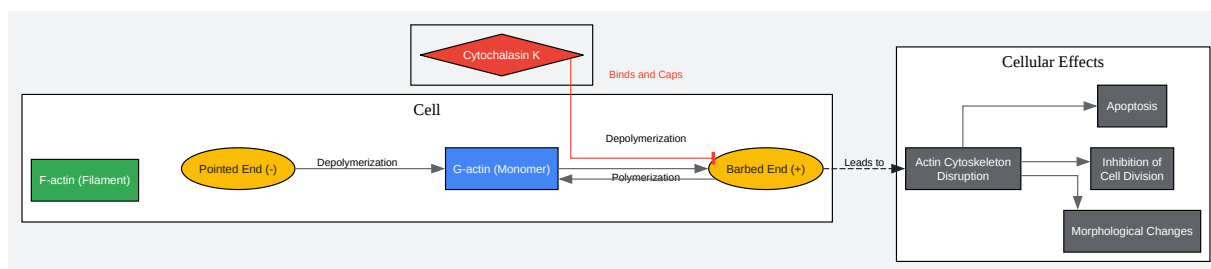 Cytochalasin K
Binds and Caps
Cell
F-actin (Filament)
Pointed End (-)
Depolymerization
G-actin (Monomer)
Depolymerization
Polymerization
Barbed End (+)
Leads to
Cellular Effects
Actin Cytoskeleton
Disruption
Apoptosis
Inhibition of
Cell Division
Morphological Changes